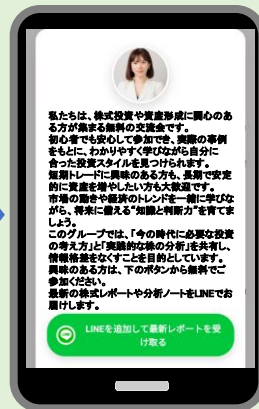 私たちは、株式投資や資産形成に関心のあ
る方が集まる無料の交流会です。
初心者でも安心して参加でき、実際の事例
をもとに、わかりやすく学びながら自分に
合った投資スタイルを見つけられます。
短期トレードに興味のある方も、長期で安定
的に資産を増やしたい方も大歓迎です。
市場の動きや経済のトレンドを一緒に学びな
がら、将来に備える“知識と判断力”を育てま
しょう。
このグループでは、「今の時代に必要な投資
の考え方」と「実践的な株の分析」を共有し、
情報格差をなくすことを目的としています。
興味のある方は、下のボタンから無料でご
参加ください。
最新の株式レポートや分析ノートをLINEでお
届けします。
LINEを追加して最新レポートを受
け取る